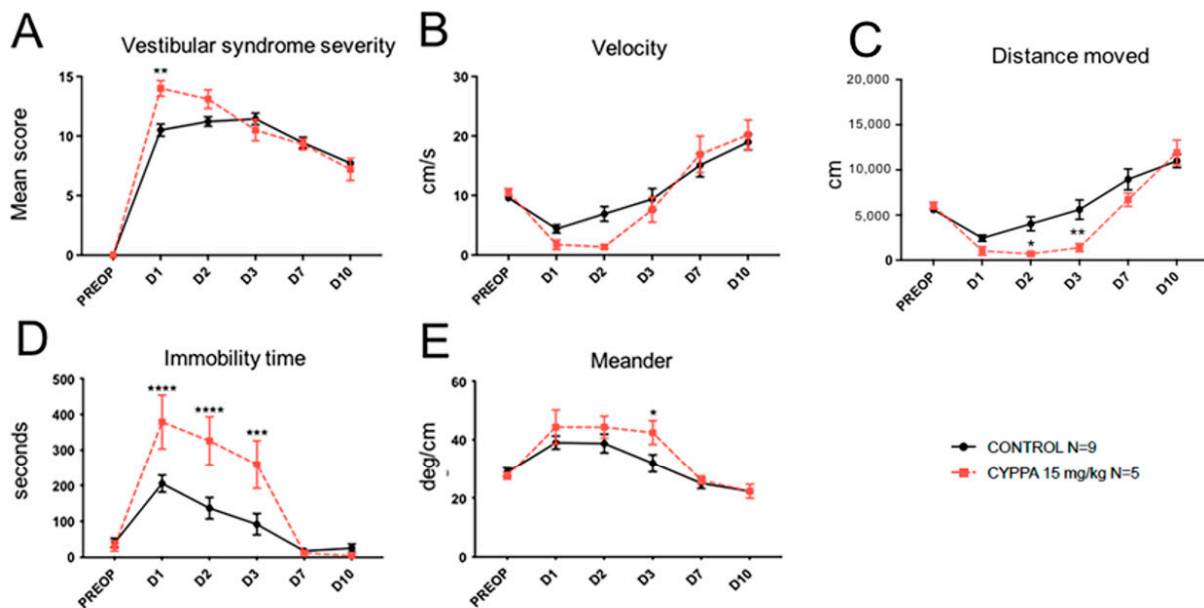 A
Vestibular syndrome severity
Mean score
15
10
5
0
**
PREOP
D1
D2
D3
D7
D10
B
Velocity
cm/s
30
20
10
0
PREOP
D1
D2
D3
D7
D10
C
Distance moved
cm
20,000
15,000
10,000
5,000
0
*
**
PREOP
D1
D2
D3
D7
D10
D
Immobility time
seconds
500
400
300
200
100
0
****
****
***
PREOP
D1
D2
D3
D7
D10
E
Meander
deg/cm
60
40
20
0
*
PREOP
D1
D2
D3
D7
D10
CONTROL N=9
CYPPA 15 mg/kg N=5